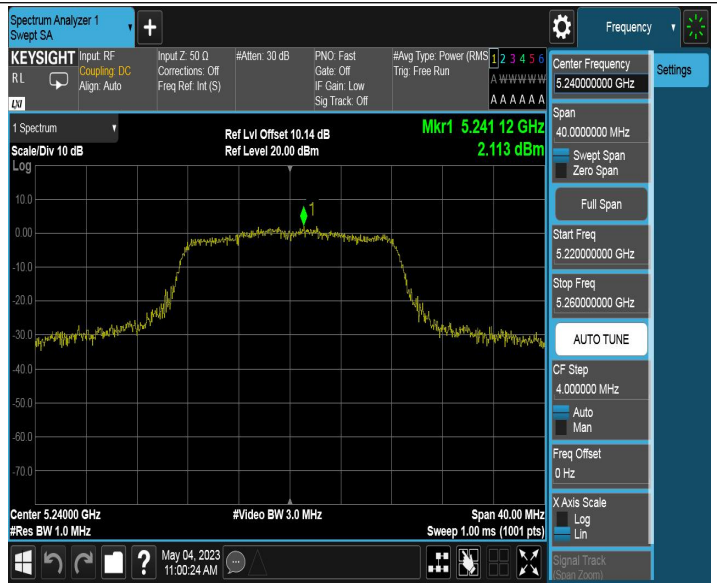 Spectrum Analyzer 1
Swept SA
Frequency
KEYSIGHT
RL
LXI
Input: RF
Coupling: DC
Align: Auto
Input Z: 50 Ω
Corrections: Off
Freq Ref: Int (S)
#Atten: 30 dB
PNO: Fast
Gate: Off
IF Gain: Low
Sig Track: Off
#Avg Type: Power (RMS
Trig: Free Run
1 2 3 4 5 6
A W W W W W
A A A A A A
Center Frequency
5.240000000 GHz
Settings
Span
40.0000000 MHz
Swept Span
Zero Span
Full Span
Start Freq
5.220000000 GHz
Stop Freq
5.260000000 GHz
AUTO TUNE
CF Step
4.000000 MHz
Auto
Man
Freq Offset
0 Hz
X Axis Scale
Log
Lin
Signal Track
(Span Zoom)
1 Spectrum
Scale/Div 10 dB
Log
Ref Lvl Offset 10.14 dB
Ref Level 20.00 dBm
Mkr1 5.241 12 GHz
2.113 dBm
1
10.0
0.00
-10.0
-20.0
-30.0
-40.0
-50.0
-60.0
-70.0
Center 5.24000 GHz
#Res BW 1.0 MHz
#Video BW 3.0 MHz
Span 40.00 MHz
Sweep 1.00 ms (1001 pts)
?
May 04, 2023
11:00:24 AM